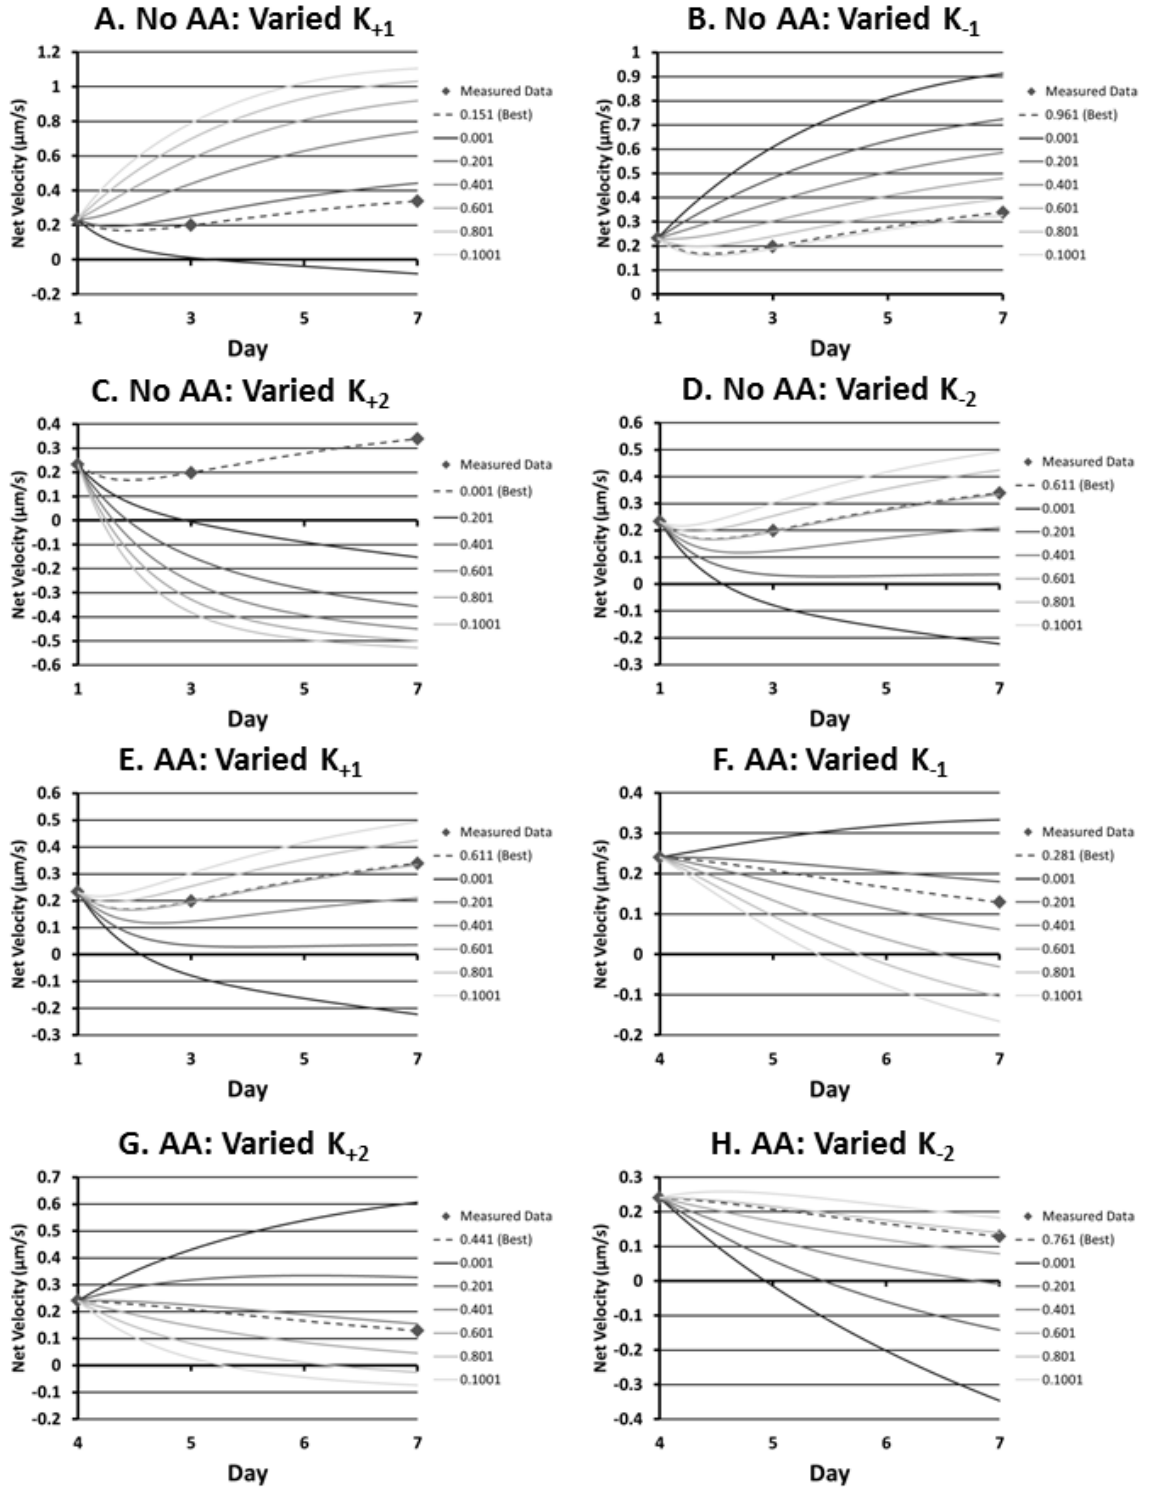 A. No AA: Varied K+1
Net Velocity (µm/s)
1.2
1
0.8
0.6
0.4
0.2
0
-0.2
1 3 5 7
Day
Measured Data
0.151 (Best)
0.001
0.201
0.401
0.601
0.801
0.1001
B. No AA: Varied K-1
Net Velocity (µm/s)
1
0.9
0.8
0.7
0.6
0.5
0.4
0.3
0.2
0.1
0
1 3 5 7
Day
Measured Data
0.961 (Best)
0.001
0.201
0.401
0.601
0.801
0.1001
C. No AA: Varied K+2
Net Velocity (µm/s)
0.4
0.3
0.2
0.1
0
-0.1
-0.2
-0.3
-0.4
-0.5
-0.6
1 3 5 7
Day
Measured Data
0.001 (Best)
0.201
0.401
0.601
0.801
0.1001
D. No AA: Varied K-2
Net Velocity (µm/s)
0.6
0.5
0.4
0.3
0.2
0.1
0
-0.1
-0.2
-0.3
1 3 5 7
Day
Measured Data
0.611 (Best)
0.001
0.201
0.401
0.601
0.801
0.1001
E. AA: Varied K+1
Net Velocity (µm/s)
0.6
0.5
0.4
0.3
0.2
0.1
0
-0.1
-0.2
-0.3
1 3 5 7
Day
Measured Data
0.611 (Best)
0.001
0.201
0.401
0.601
0.801
0.1001
F. AA: Varied K-1
Net Velocity (µm/s)
0.4
0.3
0.2
0.1
0
-0.1
-0.2
4 5 6 7
Day
Measured Data
0.281 (Best)
0.001
0.201
0.401
0.601
0.801
0.1001
G. AA: Varied K+2
Net Velocity (µm/s)
0.7
0.6
0.5
0.4
0.3
0.2
0.1
0
-0.1
-0.2
4 5 6 7
Day
Measured Data
0.441 (Best)
0.001
0.201
0.401
0.601
0.801
0.1001
H. AA: Varied K-2
Net Velocity (µm/s)
0.3
0.2
0.1
0
-0.1
-0.2
-0.3
-0.4
4 5 6 7
Day
Measured Data
0.761 (Best)
0.001
0.201
0.401
0.601
0.801
0.1001